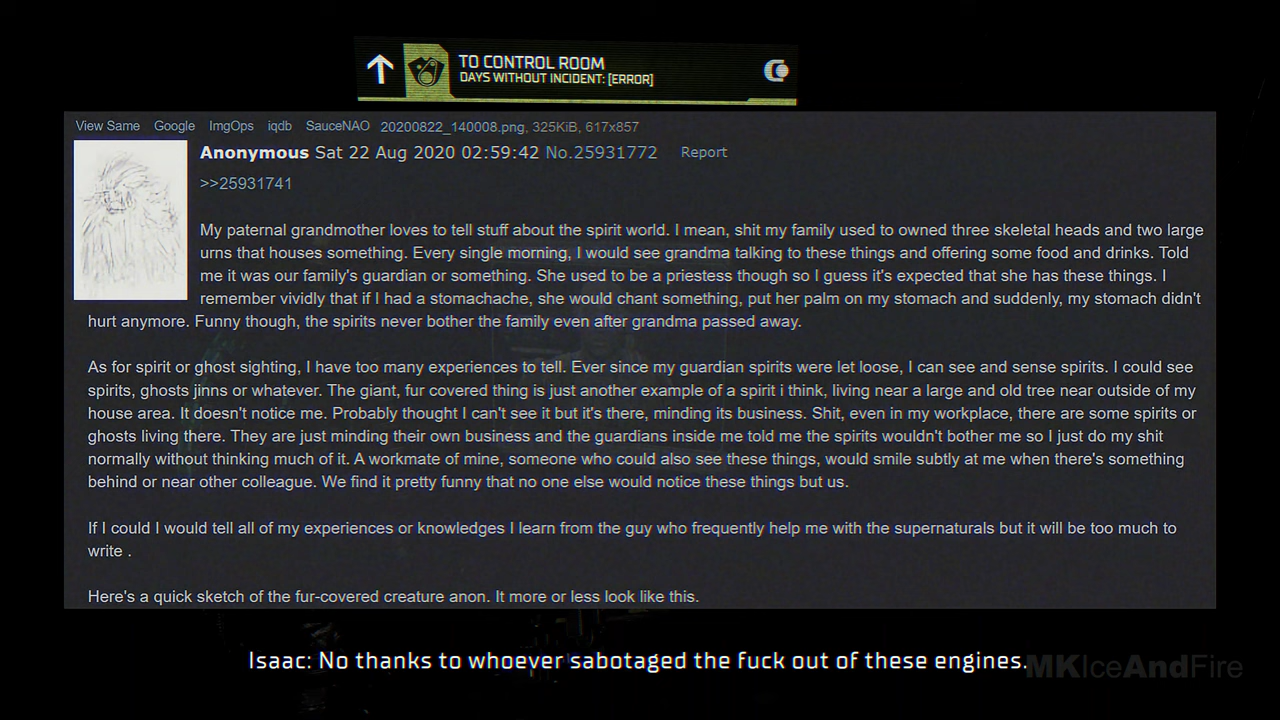 TO CONTROL ROOM
DAYS WITHOUT INCIDENT: [ERROR]
View Same Google ImgOps iqdb SauceNAO 20200822_140008.png, 325KiB, 617x857
Anonymous Sat 22 Aug 2020 02:59:42 No.25931772 Report
>>25931741
My paternal grandmother loves to tell stuff about the spirit world. I mean, shit my family used to owned three skeletal heads and two large
urns that houses something. Every single morning, I would see grandma talking to these things and offering some food and drinks. Told
me it was our family's guardian or something. She used to be a priestess though so I guess it's expected that she has these things. I
remember vividly that if I had a stomachache, she would chant something, put her palm on my stomach and suddenly, my stomach didn't
hurt anymore. Funny though, the spirits never bother the family even after grandma passed away.
As for spirit or ghost sighting, I have too many experiences to tell. Ever since my guardian spirits were let loose, I can see and sense spirits. I could see
spirits, ghosts jinns or whatever. The giant, fur covered thing is just another example of a spirit i think, living near a large and old tree near outside of my
house area. It doesn't notice me. Probably thought I can't see it but it's there, minding its business. Shit, even in my workplace, there are some spirits or
ghosts living there. They are just minding their own business and the guardians inside me told me the spirits wouldn't bother me so I just do my shit
normally without thinking much of it. A workmate of mine, someone who could also see these things, would smile subtly at me when there's something
behind or near other colleague. We find it pretty funny that no one else would notice these things but us.
If I could I would tell all of my experiences or knowledges I learn from the guy who frequently help me with the supernaturals but it will be too much to
write .
Here's a quick sketch of the fur-covered creature anon. It more or less look like this.
Isaac: No thanks to whoever sabotaged the fuck out of these engines.
MKIceAndFire